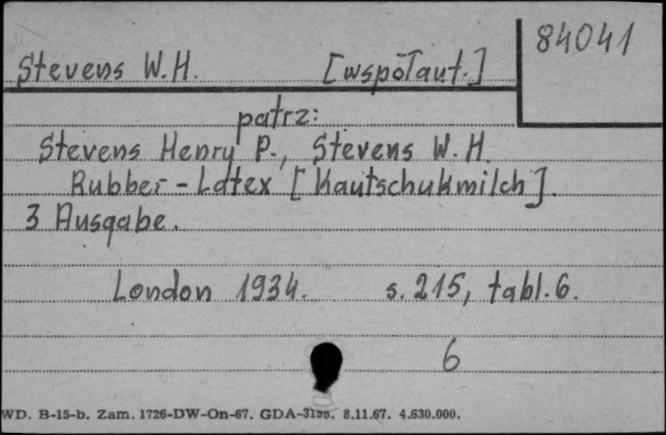 84041
Stevens W.H. [współaut.]
patrz:
Stevens Henry P., Stevens W.H.
Rubber-Latex [Kautschukmilch].
3 Ausgabe.
London 1934. s. 215, tabl. 6.
6
WD. B-15-b. Zam. 1726-DW-On-67. GDA-3195. 8.11.67. 4.630.000.